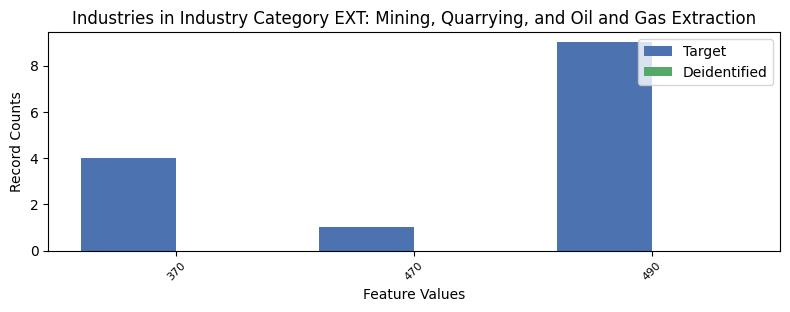 Industries in Industry Category EXT: Mining, Quarrying, and Oil and Gas Extraction
Target
Deidentified
Record Counts
8
6
4
2
0
370
470
490
Feature Values